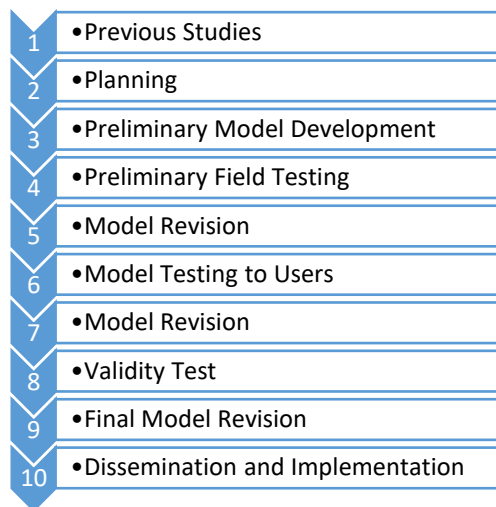 1 •Previous Studies
2 •Planning
3 •Preliminary Model Development
4 •Preliminary Field Testing
5 •Model Revision
6 •Model Testing to Users
7 •Model Revision
8 •Validity Test
9 •Final Model Revision
10 •Dissemination and Implementation